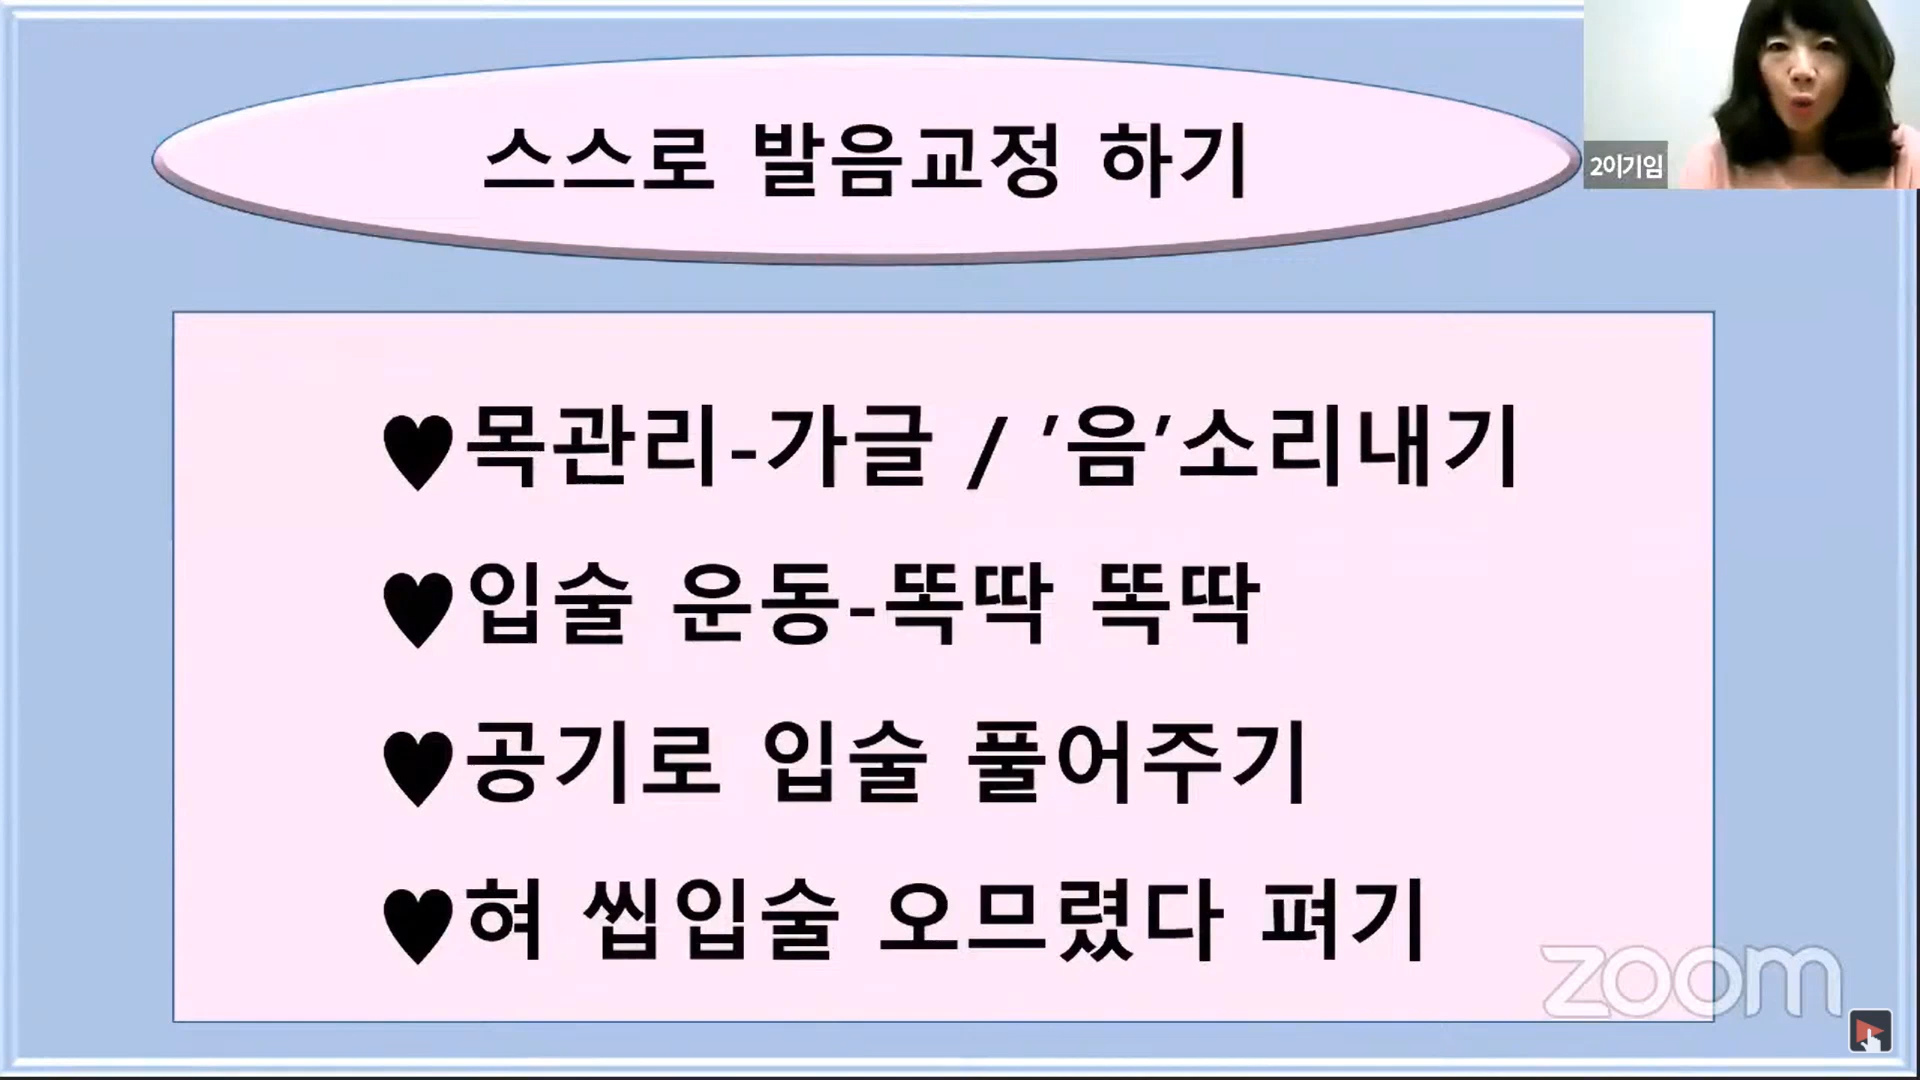 스스로 발음교정 하기
2이기임
♥목관리-가글 / '음'소리내기
♥입술 운동-똑딱 똑딱
♥공기로 입술 풀어주기
♥혀 씹입술 오므렸다 펴기
zoom